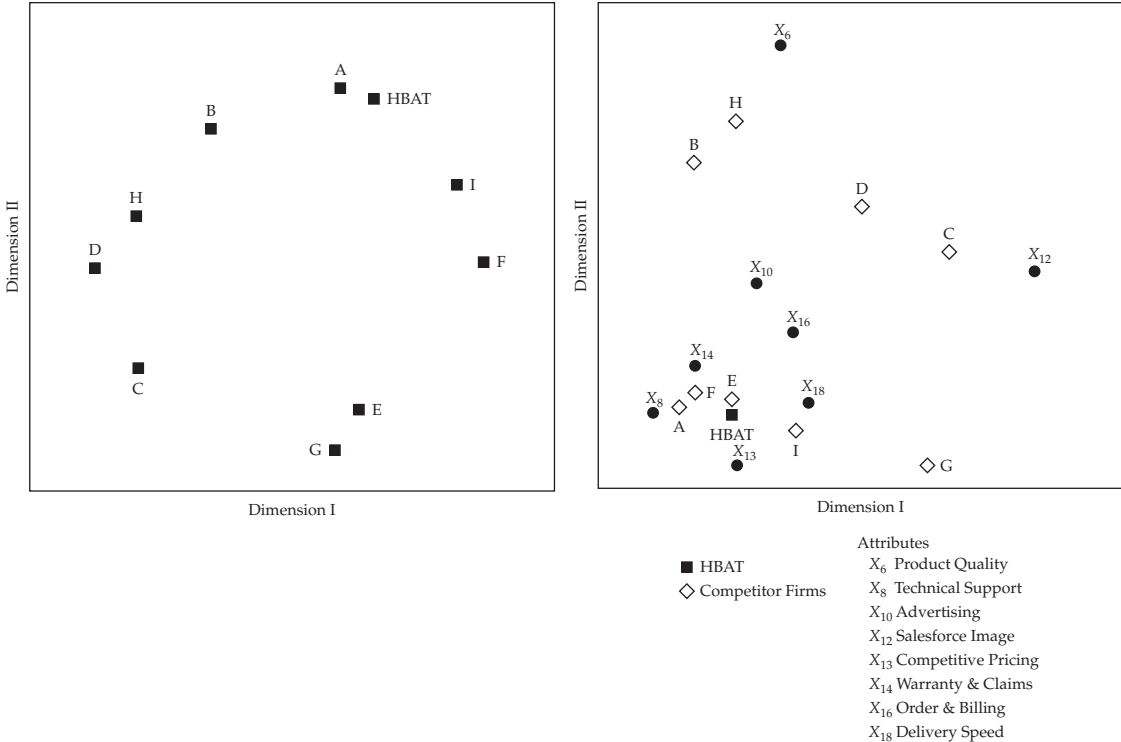 A
HBAT
B
I
H
D
F
C
E
G
Dimension II
Dimension I
X6
H
B
D
C
X12
X10
X16
X14
F
E
X18
X8
A
HBAT
I
X13
G
Dimension II
Dimension I
HBAT
Competitor Firms
Attributes
X6 Product Quality
X8 Technical Support
X10 Advertising
X12 Salesforce Image
X13 Competitive Pricing
X14 Warranty & Claims
X16 Order & Billing
X18 Delivery Speed